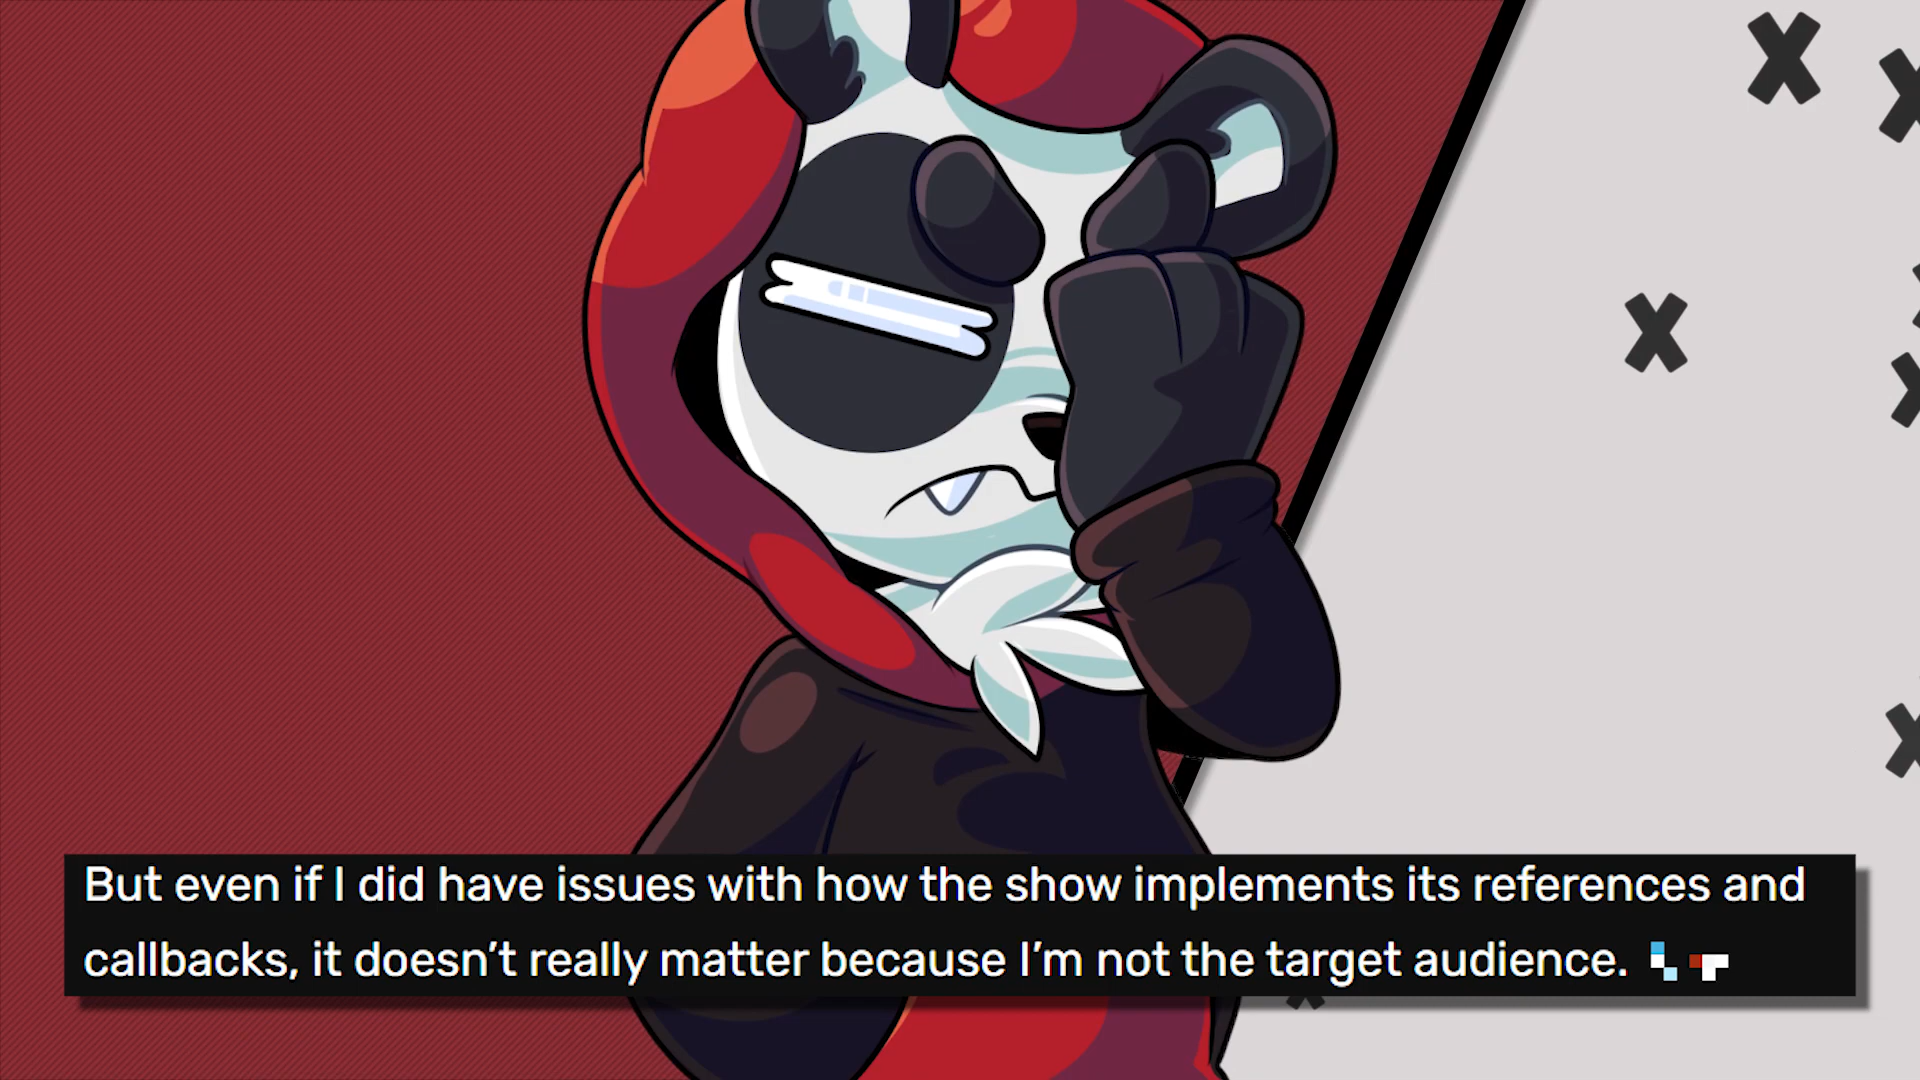 But even if I did have issues with how the show implements its references and
callbacks, it doesn’t really matter because I’m not the target audience.